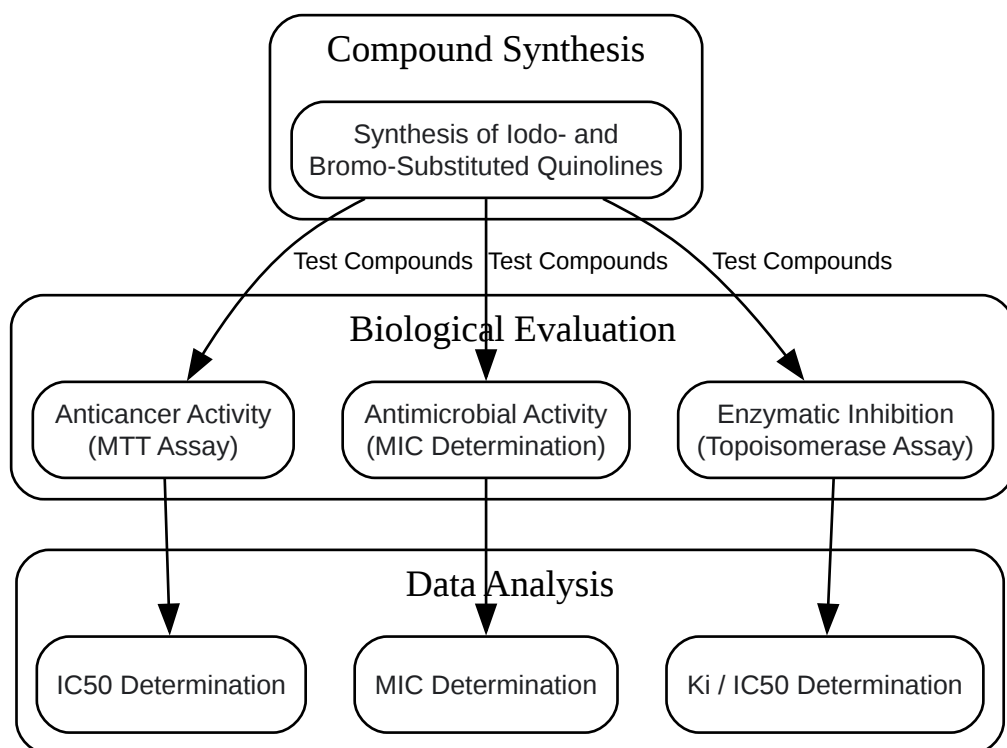 Compound Synthesis
Synthesis of Iodo- and
Bromo-Substituted Quinolines
Test Compounds
Test Compounds
Test Compounds
Biological Evaluation
Anticancer Activity
(MTT Assay)
Antimicrobial Activity
(MIC Determination)
Enzymatic Inhibition
(Topoisomerase Assay)
Data Analysis
IC50 Determination
MIC Determination
Ki / IC50 Determination